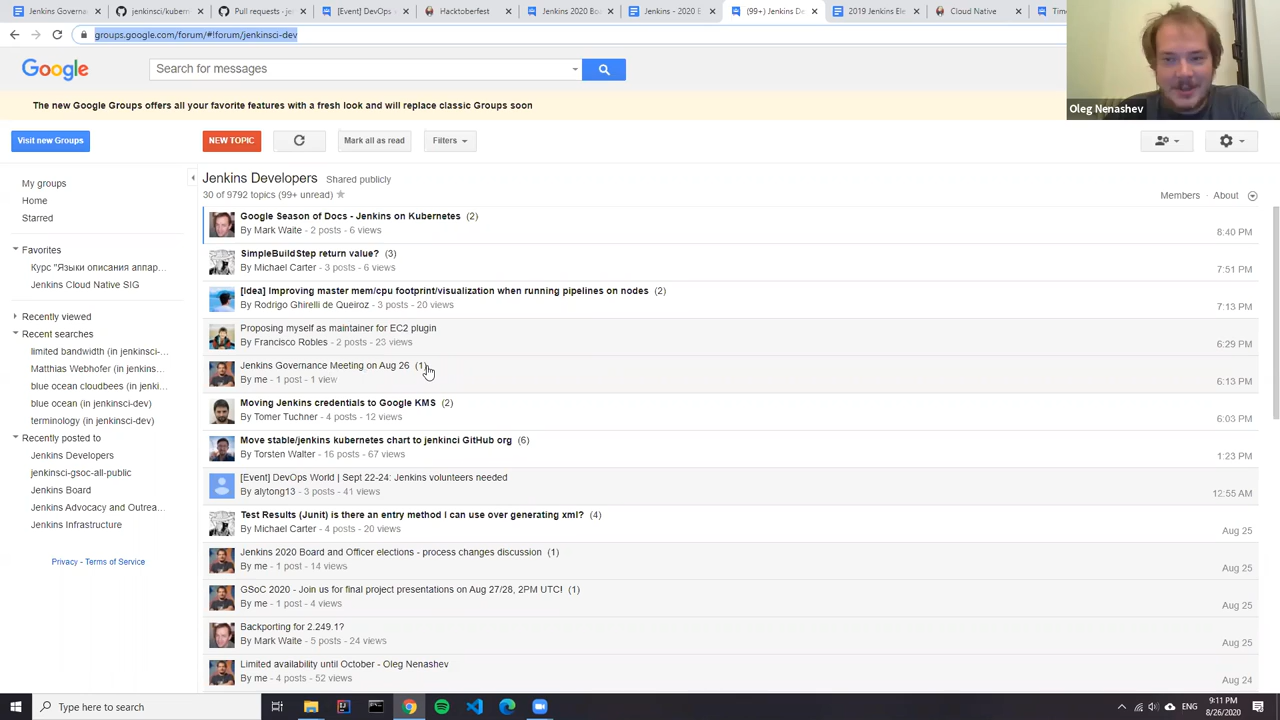 Jenkins Governanc
jenkinsci/kubern
Pull requests · je
[Event] DevOps
Hacktoberfest
Jenkins 2020 Boa
Jenkins - 2020 E
(99+) Jenkins De
2019 Jenkins Ele
Cloud Native
groups.google.com/forum/#!forum/jenkinsci-dev
Google
Search for messages
Oleg Nenashev
The new Google Groups offers all your favorite features with a fresh look and will replace classic Groups soon
Visit new Groups
NEW TOPIC
Mark all as read
Filters
Jenkins Developers Shared publicly
30 of 9792 topics (99+ unread)
Members · About
My groups
Home
Starred
Favorites
Курс "Языки описания аппар...
Jenkins Cloud Native SIG
Recently viewed
Recent searches
limited bandwidth (in jenkinsci-...
Matthias Webhofer (in jenkins...
blue ocean cloudbees (in jenki...
blue ocean (in jenkinsci-dev)
terminology (in jenkinsci-dev)
Recently posted to
Jenkins Developers
jenkinsci-gsoc-all-public
Jenkins Board
Jenkins Advocacy and Outrea...
Jenkins Infrastructure
Privacy - Terms of Service
Google Season of Docs - Jenkins on Kubernetes (2)
By Mark Waite - 2 posts - 6 views
8:40 PM
SimpleBuildStep return value? (3)
By Michael Carter - 3 posts - 6 views
7:51 PM
[Idea] Improving master mem/cpu footprint/visualization when running pipelines on nodes (2)
By Rodrigo Ghirelli de Queiroz - 3 posts - 20 views
7:13 PM
Proposing myself as maintainer for EC2 plugin
By Francisco Robles - 2 posts - 23 views
6:29 PM
Jenkins Governance Meeting on Aug 26 (1)
By me - 1 post - 1 view
6:13 PM
Moving Jenkins credentials to Google KMS (2)
By Tomer Tuchner - 4 posts - 12 views
6:03 PM
Move stable/jenkins kubernetes chart to jenkinci GitHub org (6)
By Torsten Walter - 16 posts - 67 views
1:23 PM
[Event] DevOps World | Sept 22-24: Jenkins volunteers needed
By alytong13 - 3 posts - 41 views
12:55 AM
Test Results (Junit) is there an entry method I can use over generating xml? (4)
By Michael Carter - 4 posts - 20 views
Aug 25
Jenkins 2020 Board and Officer elections - process changes discussion (1)
By me - 1 post - 14 views
Aug 25
GSoC 2020 - Join us for final project presentations on Aug 27/28, 2PM UTC! (1)
By me - 1 post - 4 views
Aug 25
Backporting for 2.249.1?
By Mark Waite - 5 posts - 24 views
Aug 25
Limited availability until October - Oleg Nenashev
By me - 4 posts - 52 views
Aug 24
Type here to search
ENG
9:11 PM
8/26/2020